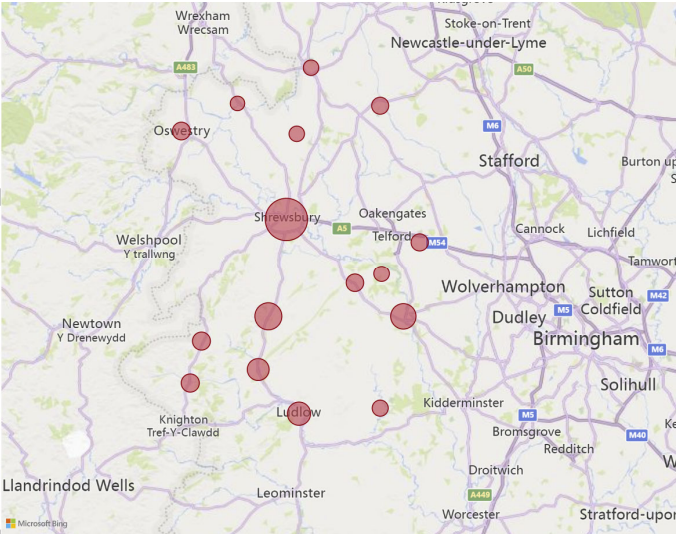 Wrexham
Wrecsam
Stoke-on-Trent
Newcastle-under-Lyme
A483
A50
M6
Oswestry
Stafford
Burton up
Shrewsbury
Oakengates
A5
Telford
M54
Cannock
Lichfield
Welshpool
Y trallwng
Tamwort
Wolverhampton
Sutton
Coldfield
M42
Newtown
Y Drenewydd
Dudley
M5
Birmingham
M6
Solihull
Ludlow
Kidderminster
Knighton
Tref-Y-Clawdd
M5
Bromsgrove
M40
Ke
Redditch
W
Droitwich
Llandrindod Wells
Leominster
A449
Worcester
Stratford-upor
Microsoft Bing